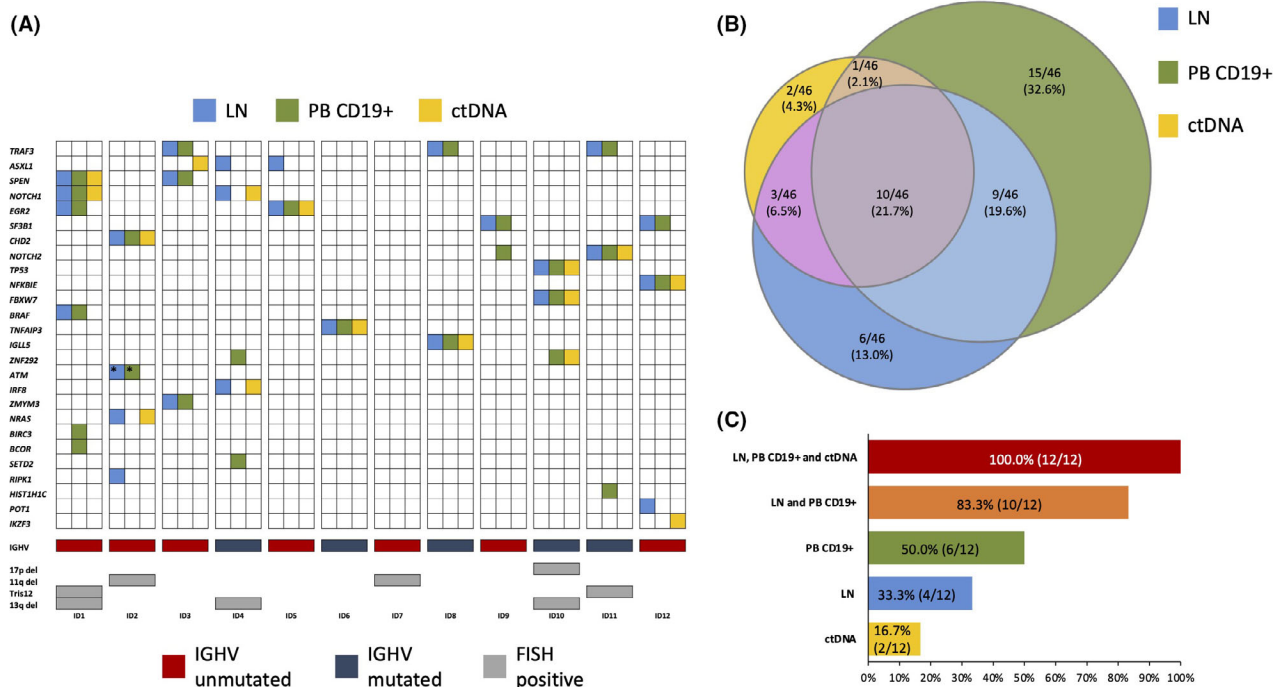 (A)
LN PB CD19+ ctDNA
TRAF3
ASXL1
SPEN
NOTCH1
EGR2
SF3B1
CHD2
NOTCH2
TP53
NFKBIE
FBXW7
BRAF
TNFAIP3
IGLL5
ZNF292
ATM * *
IRF8
ZMYM3
NRAS
BIRC3
BCOR
SETD2
RIPK1
HIST1H1C
POT1
IKZF3
IGHV
17p del
11q del
Tris12
13q del
ID1 ID2 ID3 ID4 ID5 ID6 ID7 ID8 ID9 ID10 ID11 ID12
IGHV unmutated
IGHV mutated
FISH positive
(B)
LN
PB CD19+
ctDNA
1/46
(2.1%)
15/46
(32.6%)
2/46
(4.3%)
3/46
(6.5%)
10/46
(21.7%)
9/46
(19.6%)
6/46
(13.0%)
(C)
LN, PB CD19+ and ctDNA 100.0% (12/12)
LN and PB CD19+ 83.3% (10/12)
PB CD19+ 50.0% (6/12)
LN 33.3% (4/12)
ctDNA 16.7%
(2/12)
0% 10% 20% 30% 40% 50% 60% 70% 80% 90% 100%